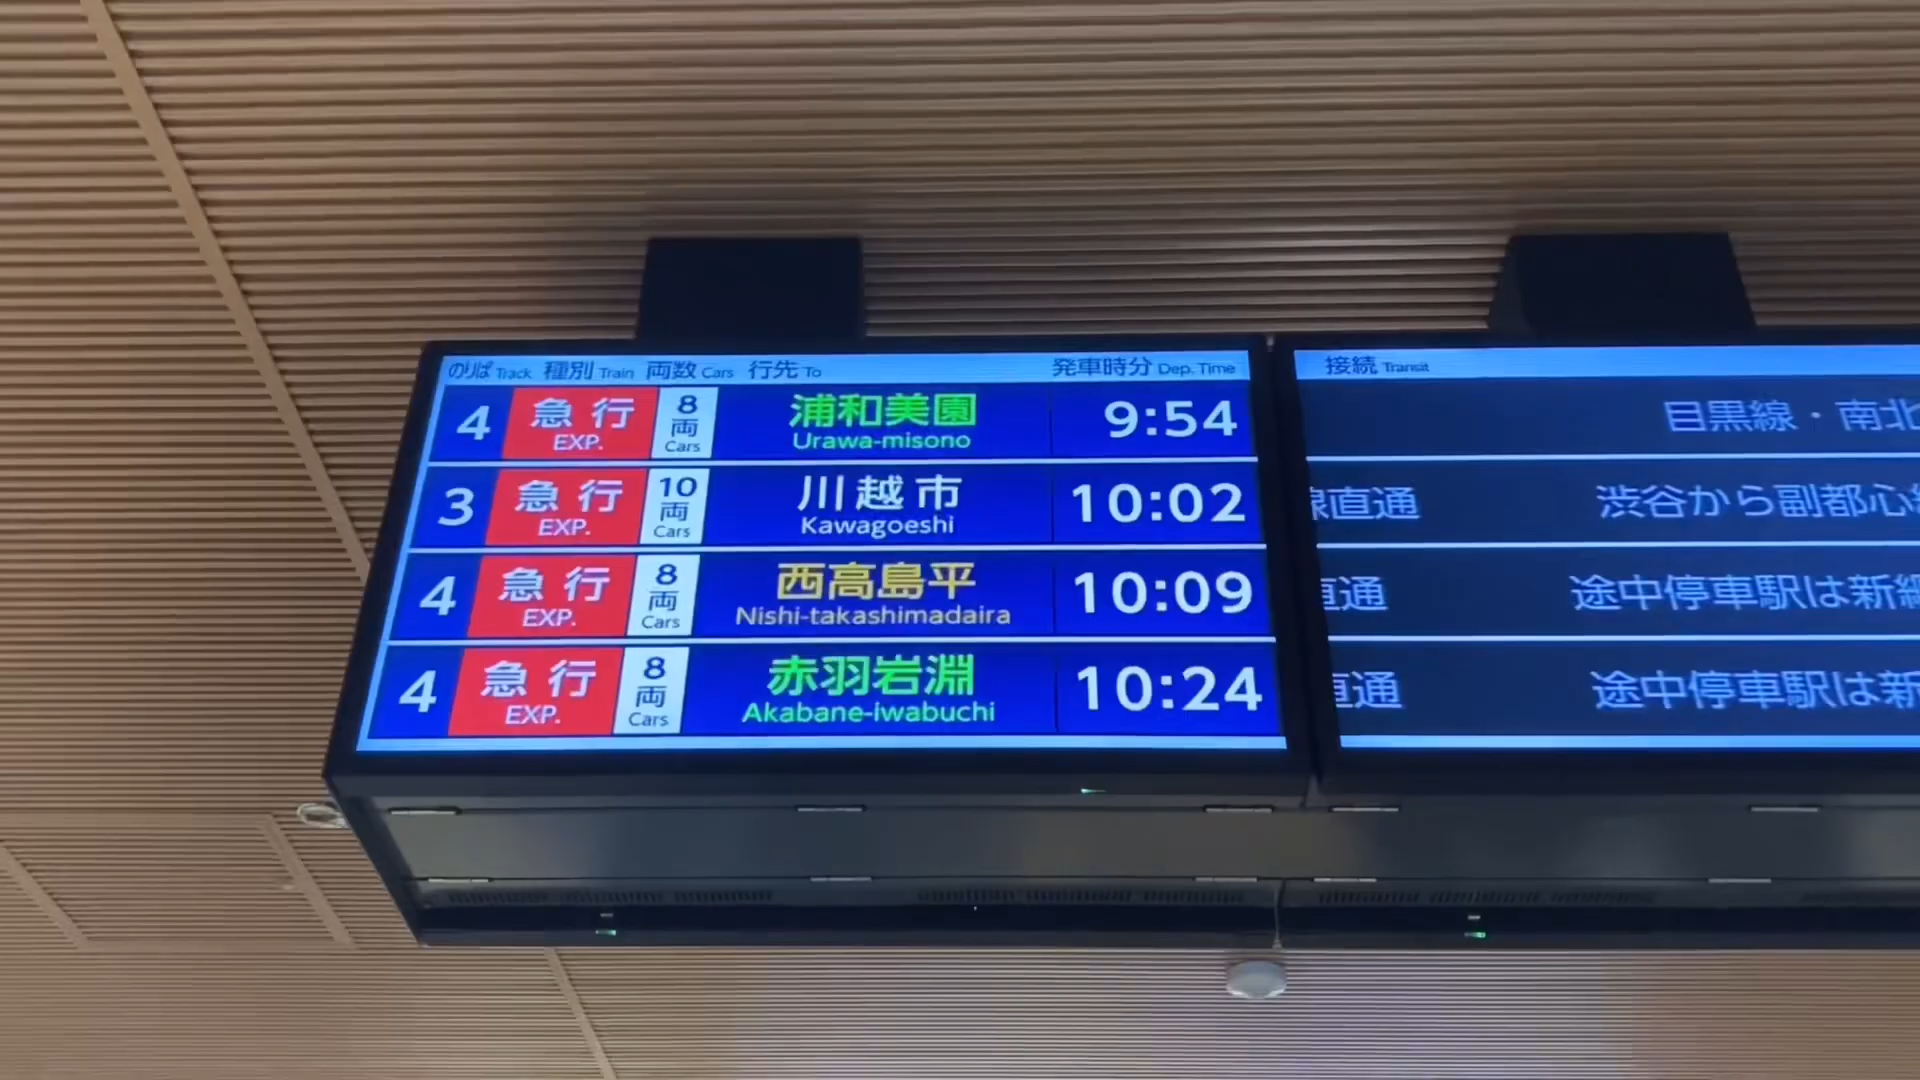 のりば Track 種別 Train 両数 Cars 行先 To 発車時分 Dep. Time
4 急行 EXP. 8両 Cars 浦和美園 Urawa-misono 9:54
3 急行 EXP. 10両 Cars 川越市 Kawagoeshi 10:02
4 急行 EXP. 8両 Cars 西高島平 Nishi-takashimadaira 10:09
4 急行 EXP. 8両 Cars 赤羽岩淵 Akabane-iwabuchi 10:24
接続 Transit
目黒線・南北
線直通 渋谷から副都心
直通 途中停車駅は新綱
直通 途中停車駅は新